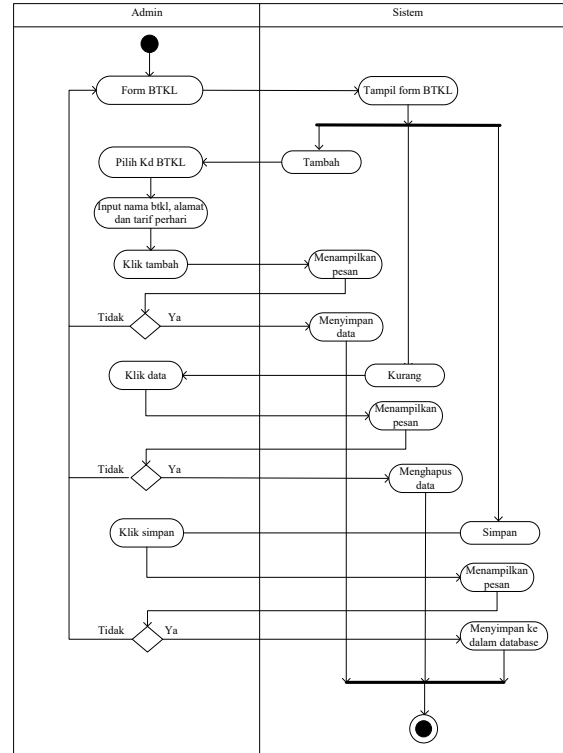 Admin
Sistem
Form BTKL
Tampil form BTKL
Pilih Kd BTKL
Tambah
Input nama btkl, alamat
dan tarif perhari
Klik tambah
Menampilkan
pesan
Tidak
Ya
Menyimpan
data
Klik data
Kurang
Menampilkan
pesan
Tidak
Ya
Menghapus
data
Klik simpan
Simpan
Menampilkan
pesan
Tidak
Ya
Menyimpan ke
dalam database